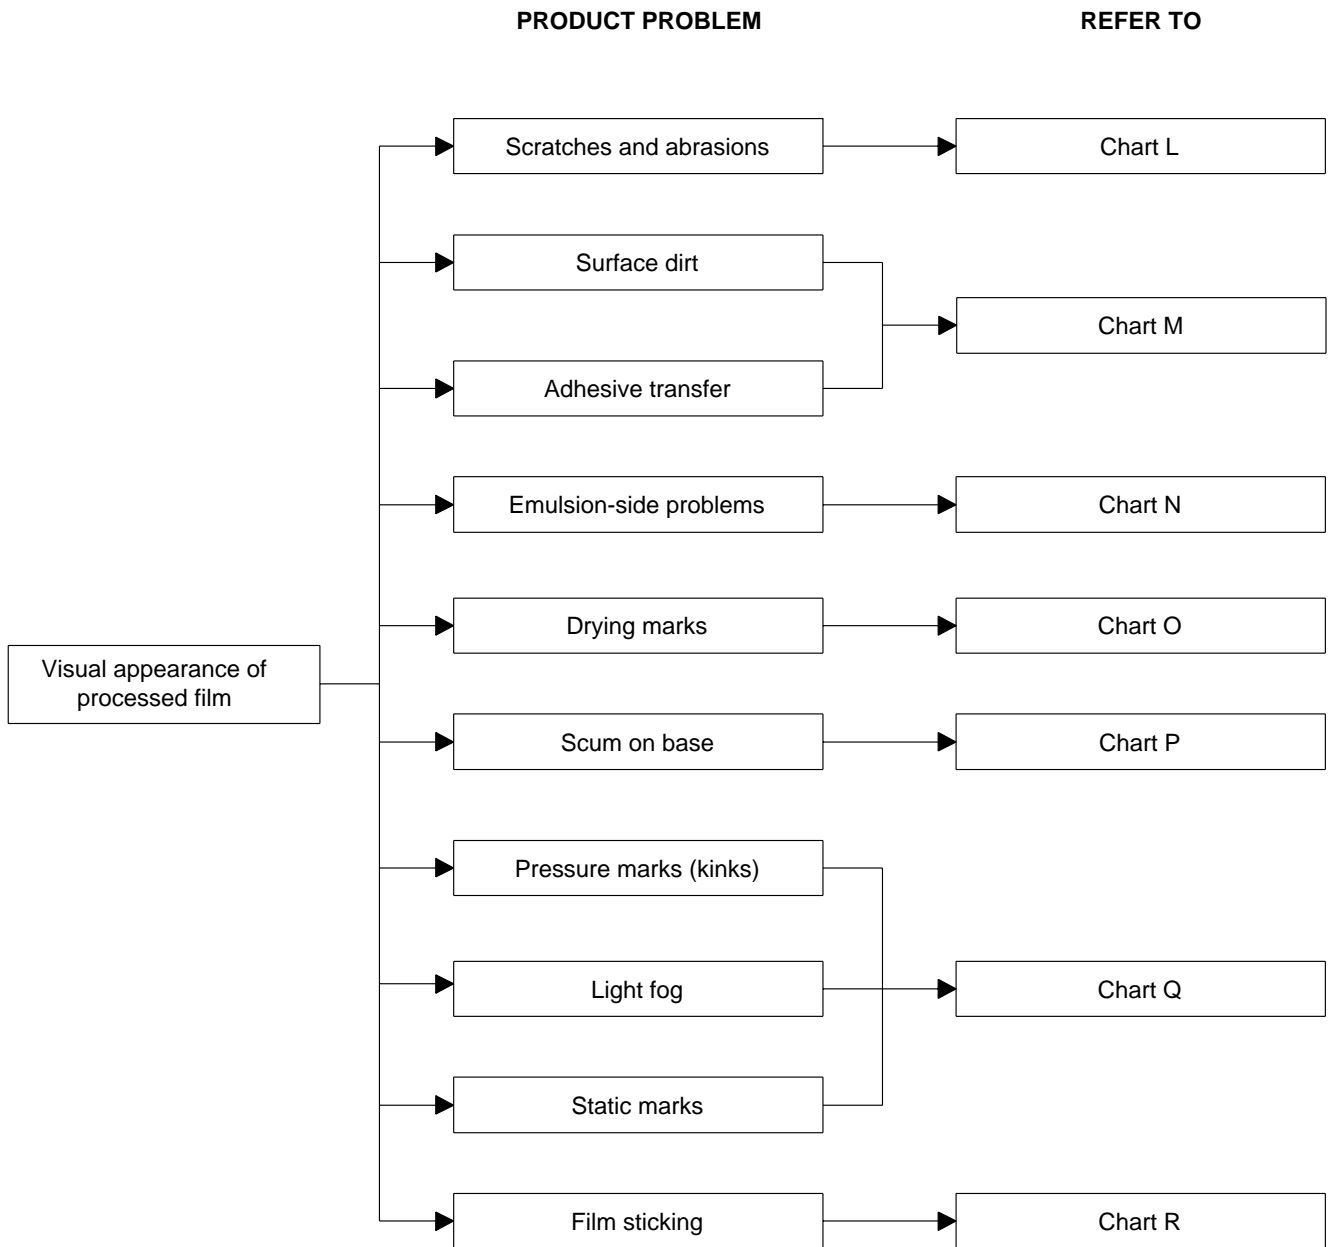 PRODUCT PROBLEM
REFER TO
Scratches and abrasions
Chart L
Surface dirt
Chart M
Adhesive transfer
Emulsion-side problems
Chart N
Drying marks
Chart O
Visual appearance of
processed film
Scum on base
Chart P
Pressure marks (kinks)
Light fog
Chart Q
Static marks
Film sticking
Chart R